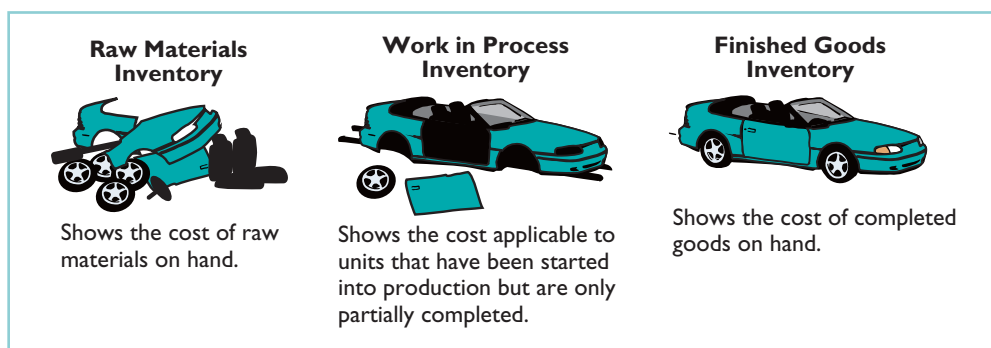 Raw Materials
Inventory
Shows the cost of raw
materials on hand.
Work in Process
Inventory
Shows the cost applicable to
units that have been started
into production but are only
partially completed.
Finished Goods
Inventory
Shows the cost of completed
goods on hand.